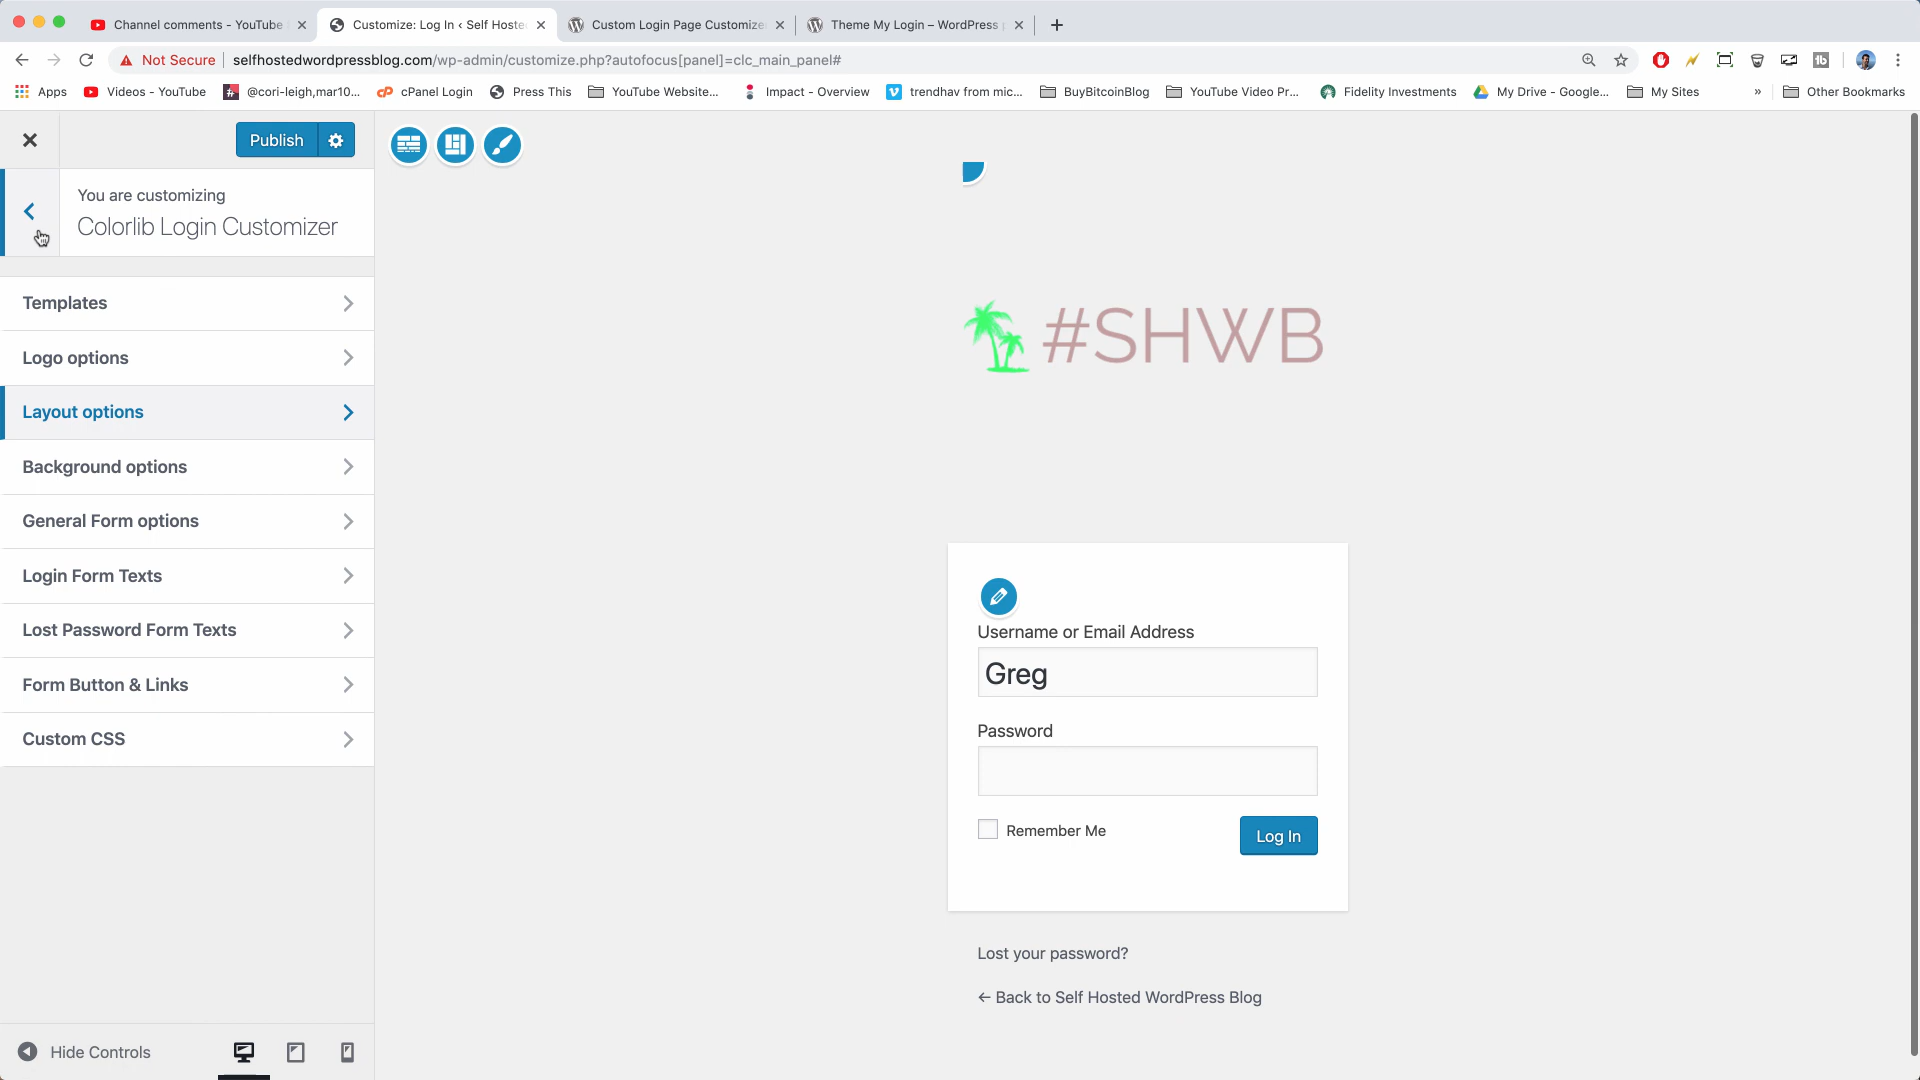 Channel comments - YouTube
Customize: Log In ‹ Self Hoste
Custom Login Page Customize
Theme My Login – WordPress
Not Secure
selfhostedwordpressblog.com/wp-admin/customize.php?autofocus[panel]=clc_main_panel#
Apps
Videos - YouTube
@cori-leigh,mar10...
cPanel Login
Press This
YouTube Website...
Impact - Overview
trendhav from mic...
BuyBitcoinBlog
YouTube Video Pr...
Fidelity Investments
My Drive - Google...
My Sites
»
Other Bookmarks
Publish
You are customizing
Colorlib Login Customizer
Templates
Logo options
Layout options
Background options
General Form options
Login Form Texts
Lost Password Form Texts
Form Button & Links
Custom CSS
Hide Controls
#SHWB
Username or Email Address
Greg
Password
Remember Me
Log In
Lost your password?
← Back to Self Hosted WordPress Blog